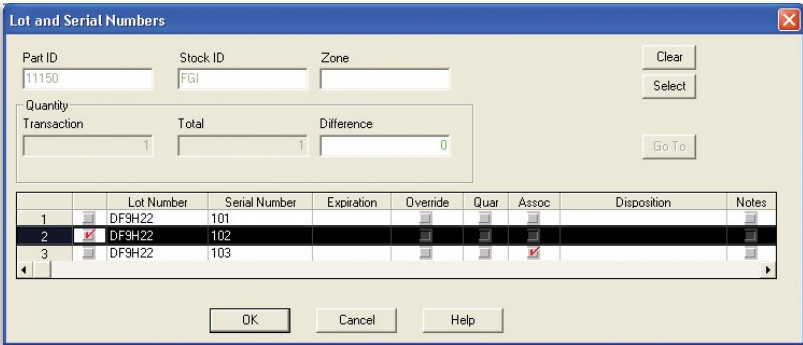 Lot and Serial Numbers
Part ID Stock ID Zone Clear
11150 FGI Select
Quantity
Transaction Total Difference
1 1 0 Go To
Lot Number Serial Number Expiration Override Quar Assoc Disposition Notes
1 DF9H22 101
2 DF9H22 102
3 DF9H22 103
OK Cancel Help